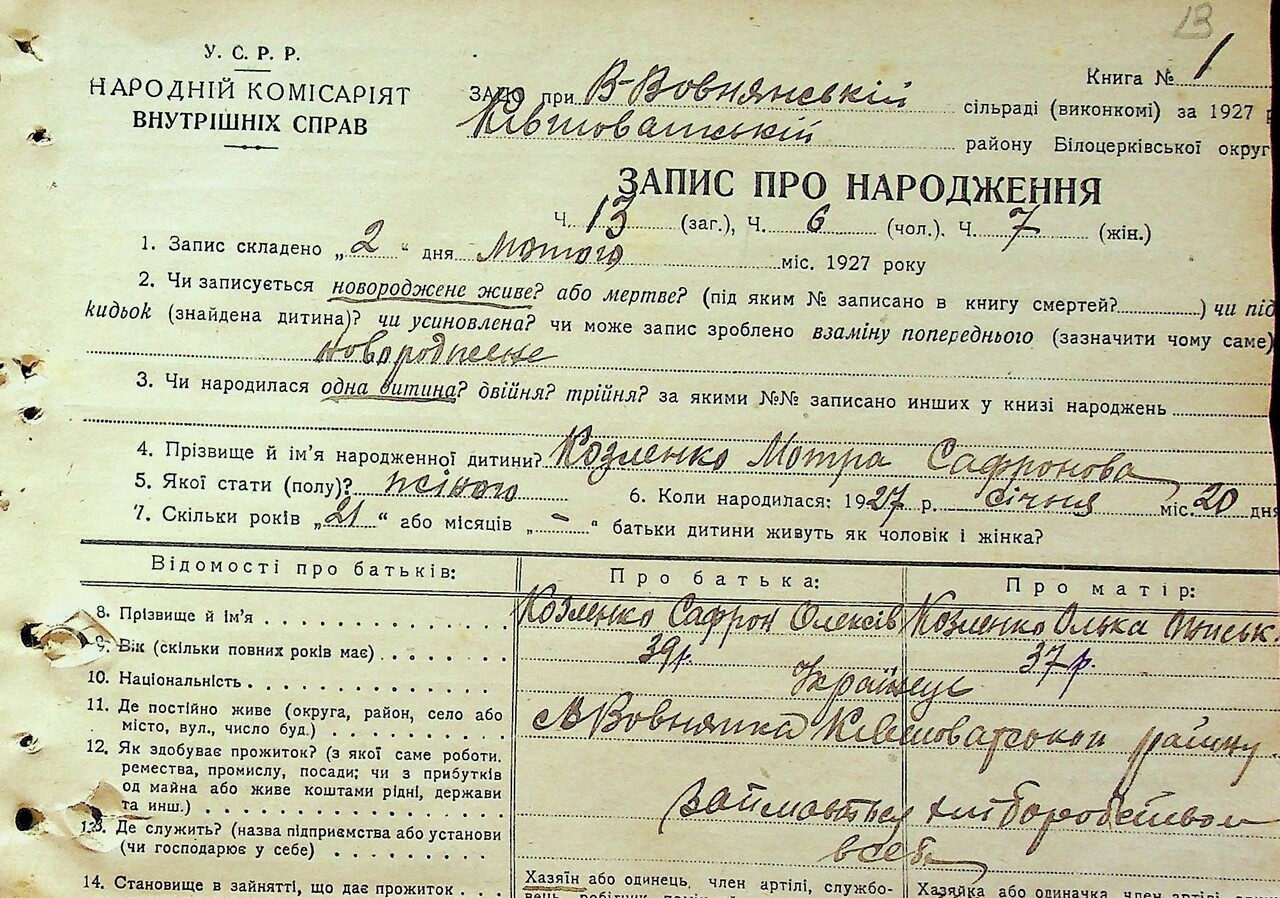 13
У. С. Р. Р.
НАРОДНІЙ КОМІСАРІЯТ
ВНУТРІШНІХ СПРАВ
Книга № 1
ЗАГС при В-Вовнянській сільраді (виконкомі) за 1927 р
Ківшоватській району Білоцерківської округ
ЗАПИС ПРО НАРОДЖЕННЯ
Ч. 13 (заг.), Ч. 6 (чол.). Ч. 7 (жін.)
1. Запис складено „2“ дня Лютого міс. 1927 року
2. Чи записується новороджене живе? або мертве? (під яким № записано в книгу смертей?) чи під
кидьок (знайдена дитина)? чи усиновлена? чи може запис зроблено взаміну попереднього (зазначити чому саме)
новороджене
3. Чи народилася одна дитина? двійня? трійня? за якими №№ записано инших у книзі народжень
4. Прізвище й ім'я народженної дитини? Козленко Мотра Сафронова
5. Якої стати (полу)? жіного 6. Коли народилася: 1927 р. січня міс. 20 дня
7. Скільки років „21“ або місяців „-“ батьки дитини живуть як чоловік і жінка?
Відомості про батьків: Про батька: Про матір:
8. Прізвище й ім'я Козленко Сафрон Олексів Козленко Олька
9. Вік (скільки повних років має) 39 р. 37 р.
10. Національність Українець
11. Де постійно живе (округа, район, село або
місто, вул., число буд.) Вовнянка Ківшоватської району
12. Як здобуває прожиток? (з якої саме роботи.
ремества, промислу, посади; чи з прибутків
од майна або живе коштами рідні, держави
та инш.) Займається хліборобством
13. Де служить? (назва підприємства або установи
(чи господарює у себе) в себе
14. Становище в зайнятті, що дає прожиток Хазяїн або одинець, член артілі, службо- Хазяйка або одиначка член артілі